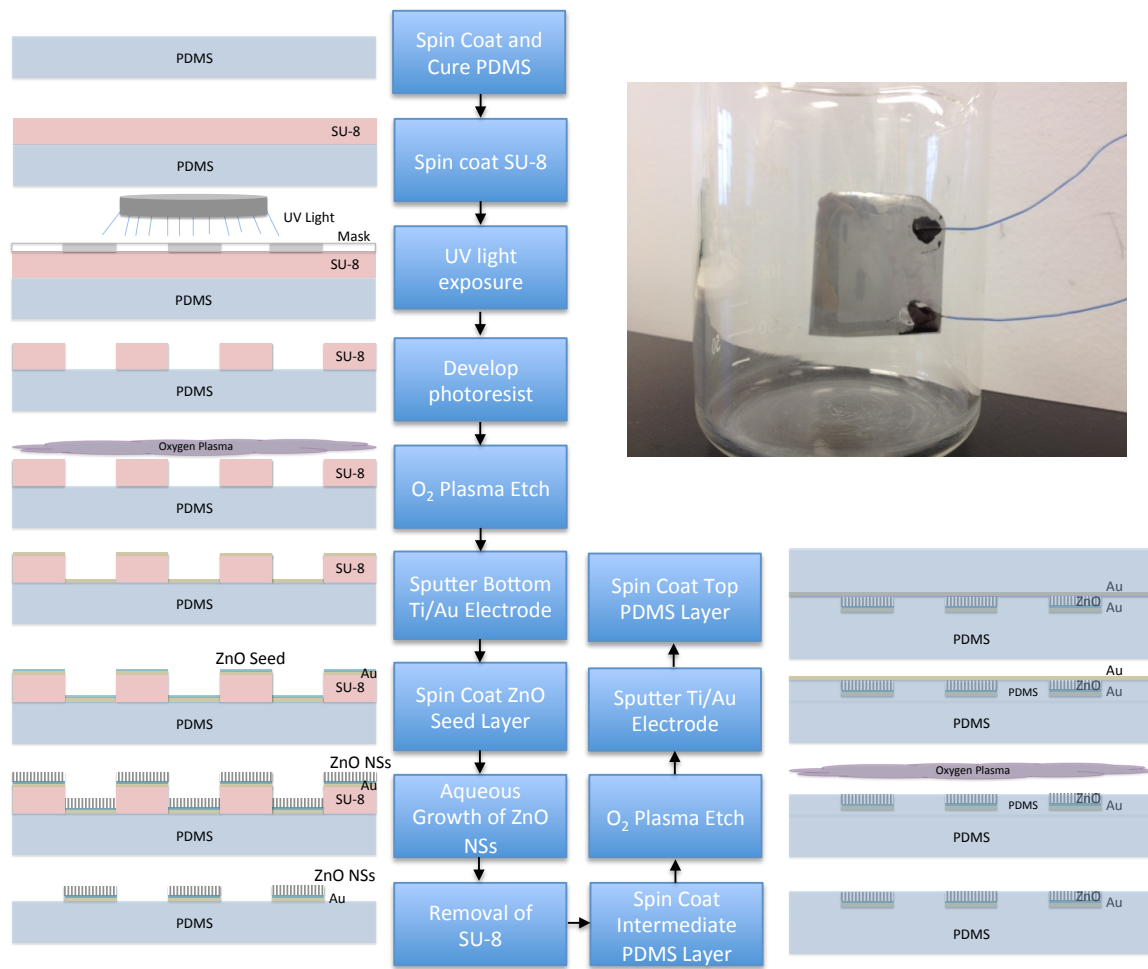 PDMS
Spin Coat and
Cure PDMS
SU-8
PDMS
Spin coat SU-8
UV Light
Mask
SU-8
PDMS
UV light
exposure
SU-8
PDMS
Develop
photoresist
Oxygen Plasma
SU-8
PDMS
O₂ Plasma Etch
SU-8
PDMS
Sputter Bottom
Ti/Au Electrode
ZnO Seed
Au
SU-8
PDMS
Spin Coat ZnO
Seed Layer
ZnO NSs
Au
SU-8
PDMS
Aqueous
Growth of ZnO
NSs
ZnO NSs
Au
PDMS
Removal of
SU-8
Spin Coat
Intermediate
PDMS Layer
O₂ Plasma Etch
Sputter Ti/Au
Electrode
Spin Coat Top
PDMS Layer
Au
ZnO
Au
PDMS
Au
ZnO
PDMS
Au
PDMS
Oxygen Plasma
ZnO
PDMS
Au
PDMS
ZnO
Au
PDMS
50